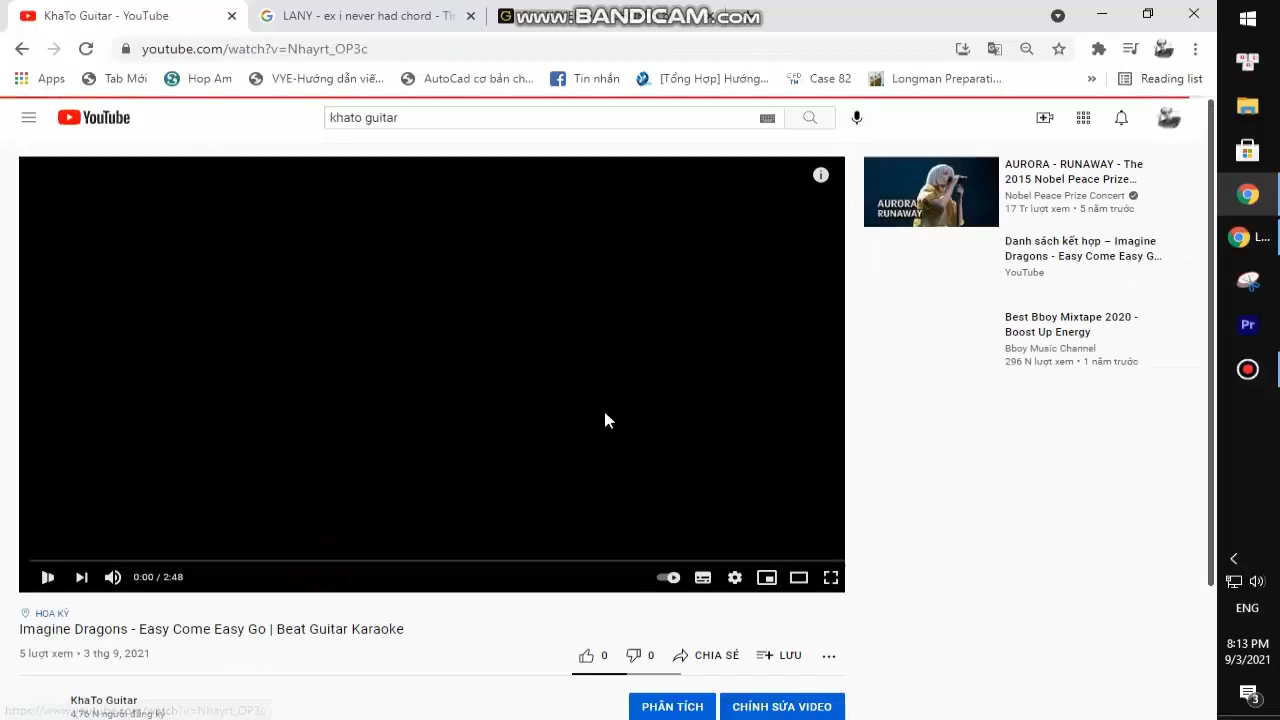 KhaTo Guitar - YouTube
LANY - ex i never had chord - Tì
www.BANDICAM.com
youtube.com/watch?v=Nhayrt_OP3c
Apps
Tab Mới
Hop Am
VYE-Hướng dẫn viế...
AutoCad cơ bản ch...
Tin nhắn
[Tổng Hợp] Hướng...
Case 82
Longman Preparati...
»
Reading list
YouTube
khato guitar
AURORA
RUNAWAY
AURORA - RUNAWAY - The
2015 Nobel Peace Prize...
Nobel Peace Prize Concert
17 Tr lượt xem • 5 năm trước
Danh sách kết hợp – Imagine
Dragons - Easy Come Easy G...
YouTube
Best Bboy Mixtape 2020 -
Boost Up Energy
Bboy Music Channel
296 N lượt xem • 1 năm trước
0:00 / 2:48
HOA KỲ
Imagine Dragons - Easy Come Easy Go | Beat Guitar Karaoke
5 lượt xem • 3 thg 9, 2021
0
0
CHIA SẺ
LƯU
KhaTo Guitar
4,76 N người đăng ký
https://www.youtube.com/watch?v=Nhayrt_OP3c
PHÂN TÍCH
CHỈNH SỬA VIDEO
L...
Pr
ENG
8:13 PM
9/3/2021
3